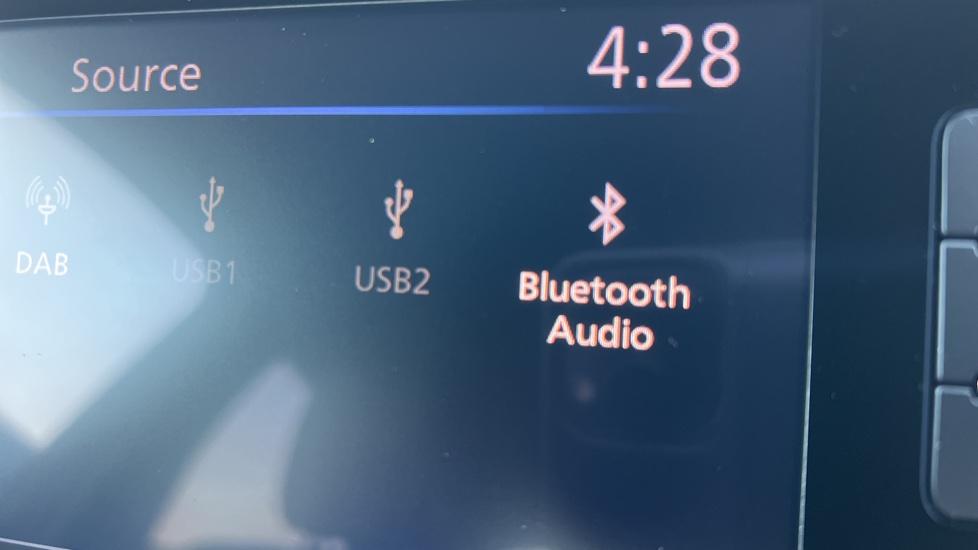 Source
4:28
DAB
USB1
USB2
Bluetooth
Audio